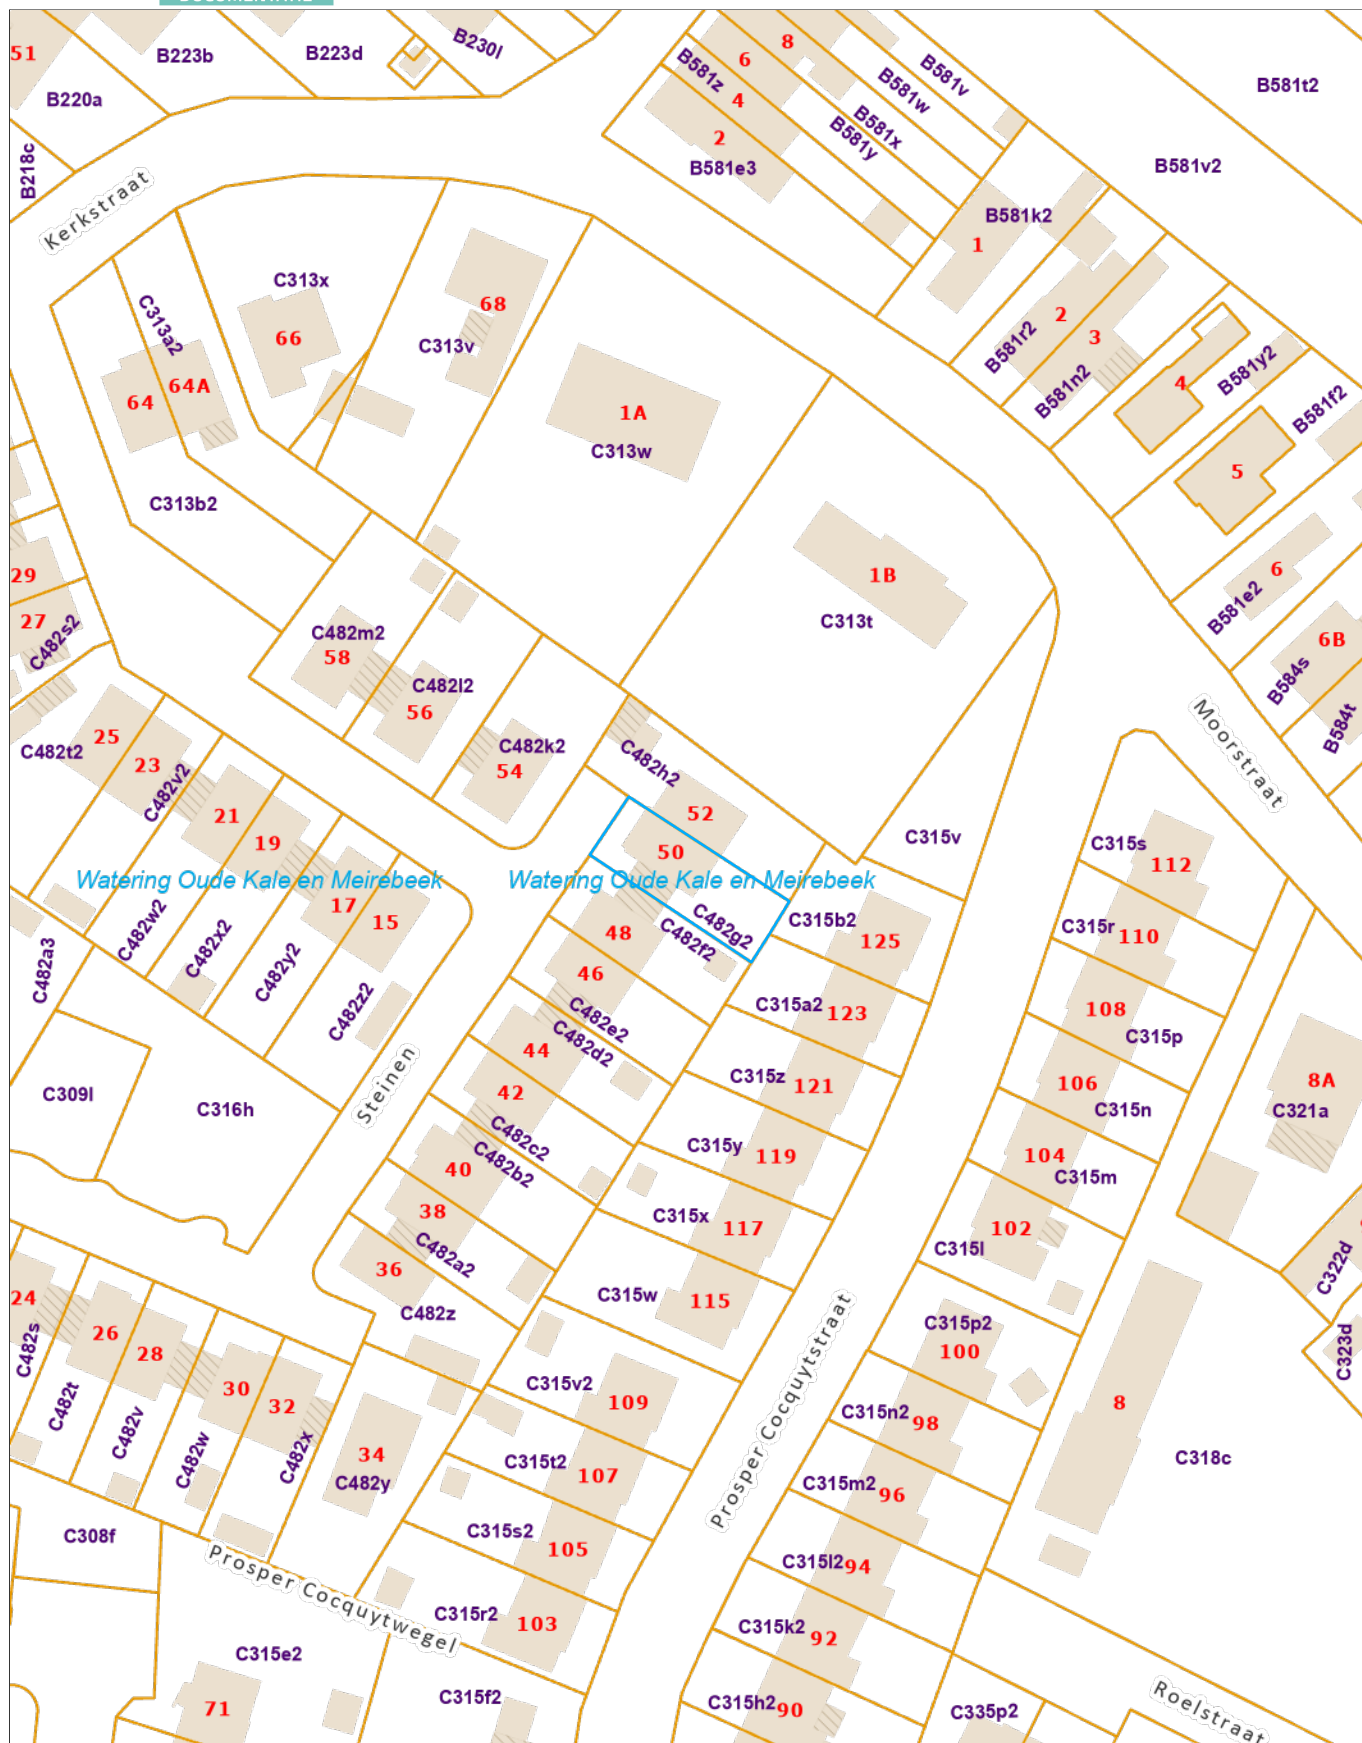 51
B223b
B223d
B230l
B220a
B218c
Kerkstraat
8
6
4
2
B581z
B581e3
B581v
B581w
B581x
B581y
B581t2
B581v2
B581k2
1
2
3
B581r2
B581n2
4
B581y2
B581f2
5
6
B581e2
6B
B584s
B584t
C313x
C313a2
66
68
C313v
64
64A
1A
C313w
C313b2
1B
C313t
29
27
C482s2
C482m2
58
C482l2
56
C482k2
54
C482h2
52
50
Moorstraat
25
23
C482t2
C482v2
21
19
17
15
Watering Oude Kale en Meirebeek
Watering Oude Kale en Meirebeek
C482a3
C482w2
C482x2
C482y2
C482z2
C482g2
C482f2
48
46
C482e2
C482d2
44
42
C482c2
C482b2
40
38
C482a2
36
C482z
C315v
C315b2
125
C315a2
123
C315z
121
C315y
119
C315x
117
C315w
115
C315s
112
C315r
110
108
C315p
106
C315n
104
C315m
102
C315l
8A
C321a
C322d
C323d
C309l
C316h
Steinen
24
C482s
26
C482t
28
C482v
30
C482w
32
C482x
34
C482y
C315v2
109
C315t2
107
C315s2
105
C315r2
103
Prosper Cocquytstraat
C315p2
100
C315n2
98
C315m2
96
C315l2
94
C315k2
92
C315h2
90
8
C318c
C308f
Prosper Cocquytwegel
C315e2
71
C315f2
C335p2
Roelstraat